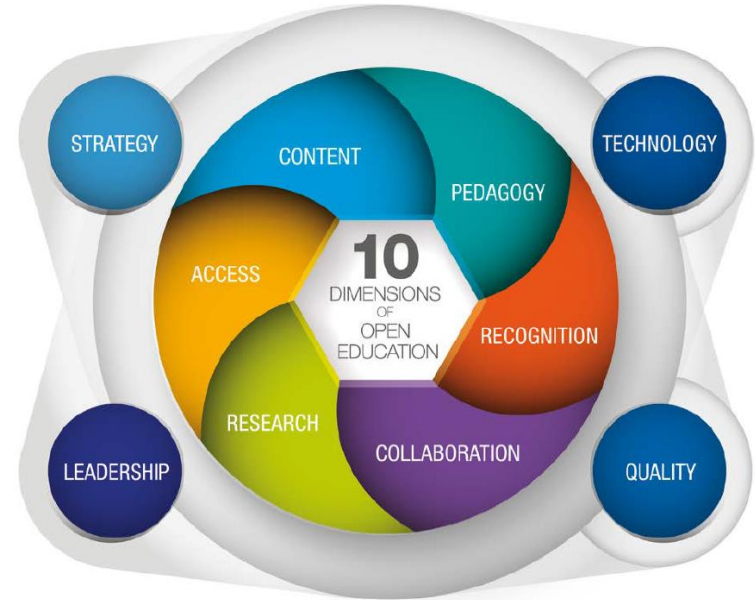 STRATEGY
TECHNOLOGY
CONTENT
PEDAGOGY
ACCESS
10
DIMENSIONS
OF
OPEN
EDUCATION
RECOGNITION
RESEARCH
COLLABORATION
LEADERSHIP
QUALITY